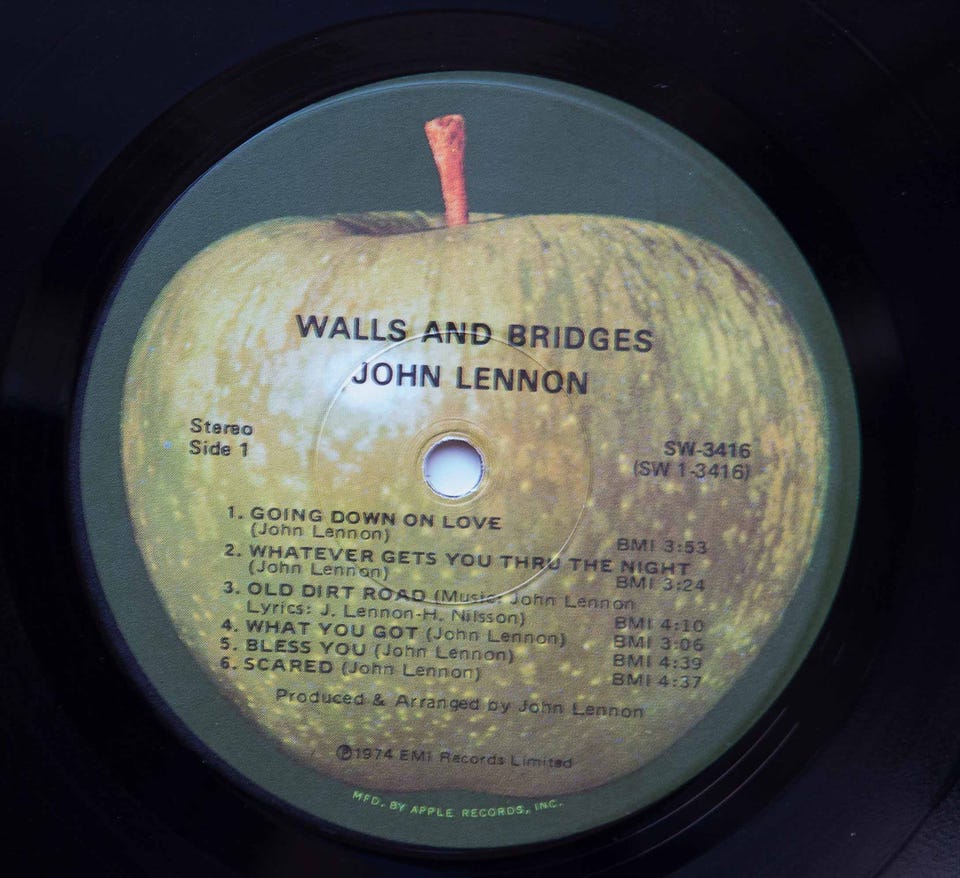 WALLS AND BRIDGES
JOHN LENNON
Stereo
Side 1
SW-3416
(SW 1-3416)
1. GOING DOWN ON LOVE
(John Lennon) BMI 3:53
2. WHATEVER GETS YOU THRU THE NIGHT
(John Lennon) BMI 3:24
3. OLD DIRT ROAD (Music: John Lennon
Lyrics: J. Lennon-H. Nilsson) BMI 4:10
4. WHAT YOU GOT (John Lennon) BMI 3:06
5. BLESS YOU (John Lennon) BMI 4:39
6. SCARED (John Lennon) BMI 4:37
Produced & Arranged by John Lennon
℗1974 EMI Records Limited
MFD. BY APPLE RECORDS, INC.